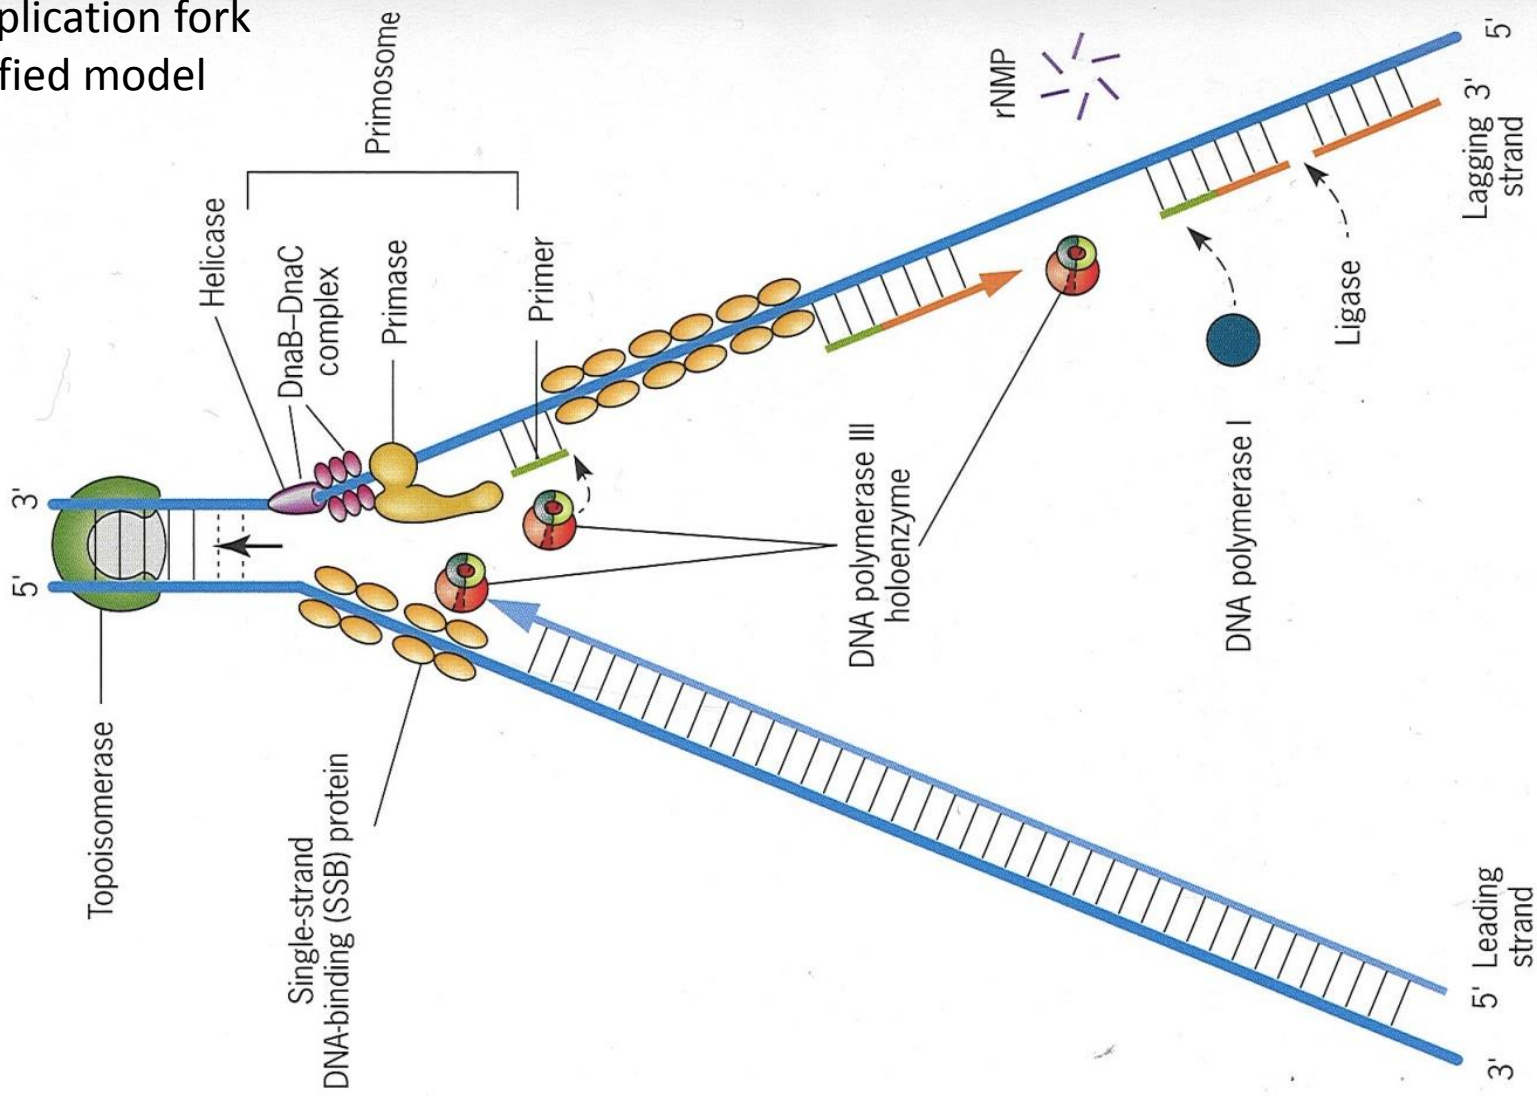 plication fork
fied model
Primosome
Helicase
DnaB–DnaC
complex
Primase
Primer
3'
5'
Topoisomerase
Single-strand
DNA-binding (SSB) protein
DNA polymerase III
holoenzyme
rNMP
DNA polymerase I
Ligase
5'
3'
Lagging
strand
5'
Leading
strand
3'